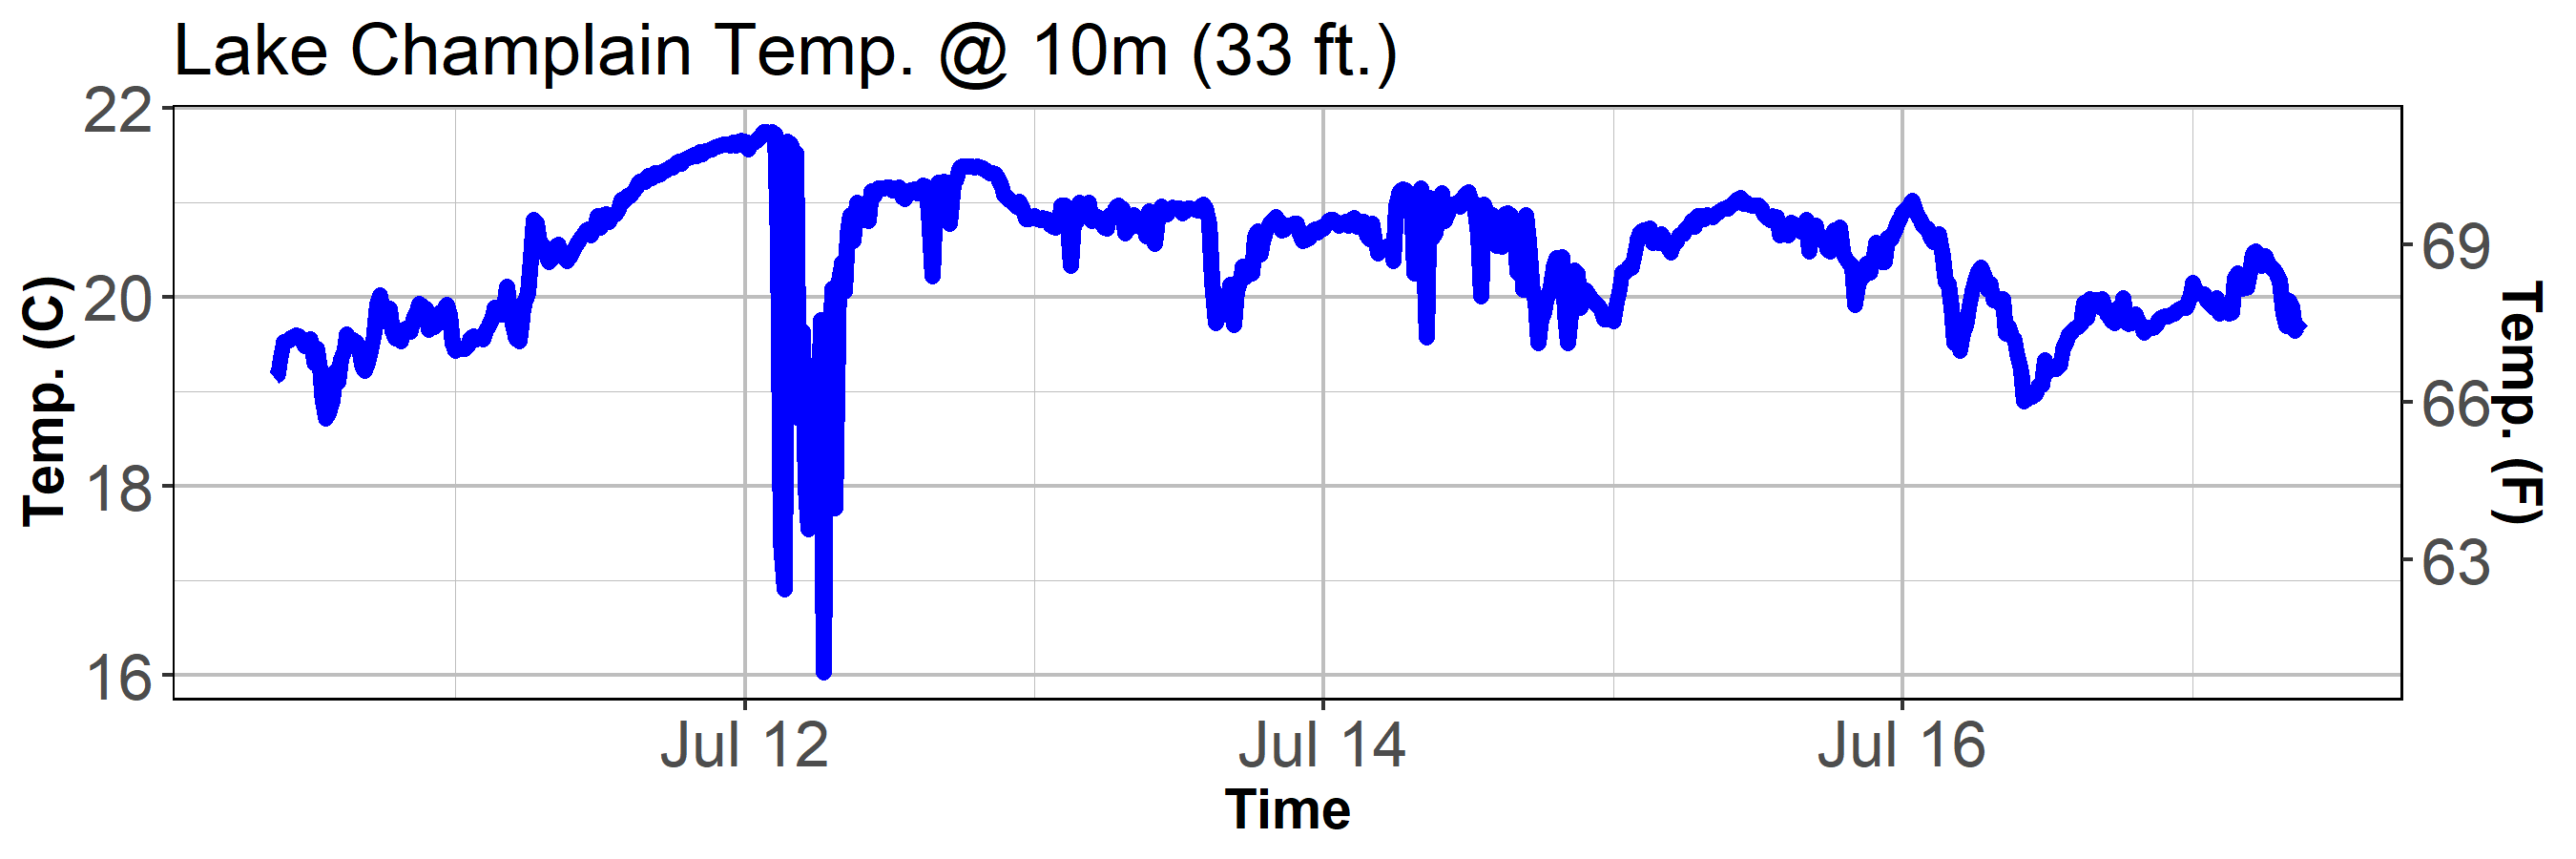 Lake Champlain Temp. @ 10m (33 ft.)
22
20
18
16
Temp. (C)
69
66
63
Temp. (F)
Jul 12
Jul 14
Jul 16
Time